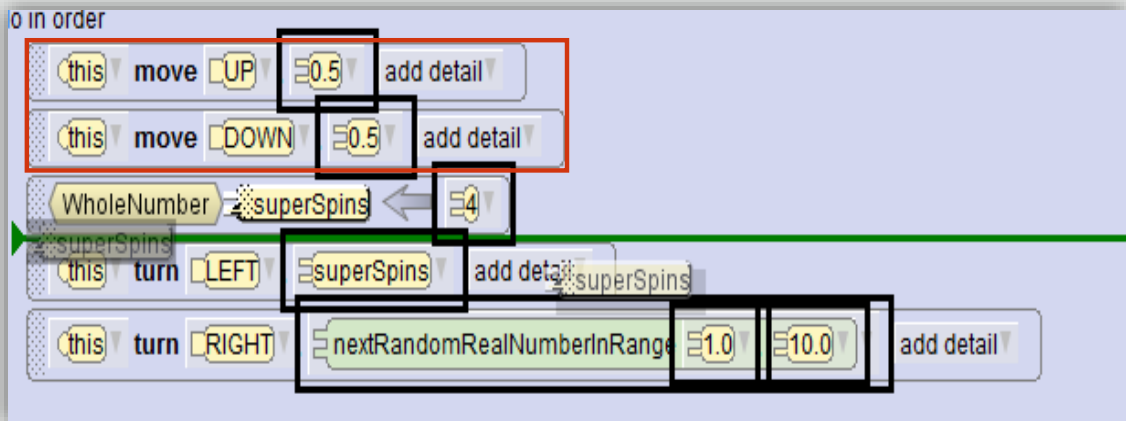 o in order
this move UP 0.5 add detail
this move DOWN 0.5 add detail
WholeNumber superSpins 4
superSpins
this turn LEFT superSpins add detai superSpins
this turn RIGHT nextRandomRealNumberInRange 1.0 10.0 add detail